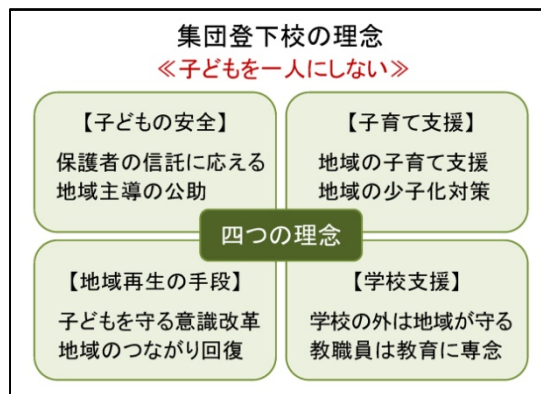 集団登下校の理念
≪子どもを一人にしない≫
【子どもの安全】
保護者の信託に応える
地域主導の公助
【子育て支援】
地域の子育て支援
地域の少子化対策
四つの理念
【地域再生の手段】
子どもを守る意識改革
地域のつながり回復
【学校支援】
学校の外は地域が守る
教職員は教育に専念